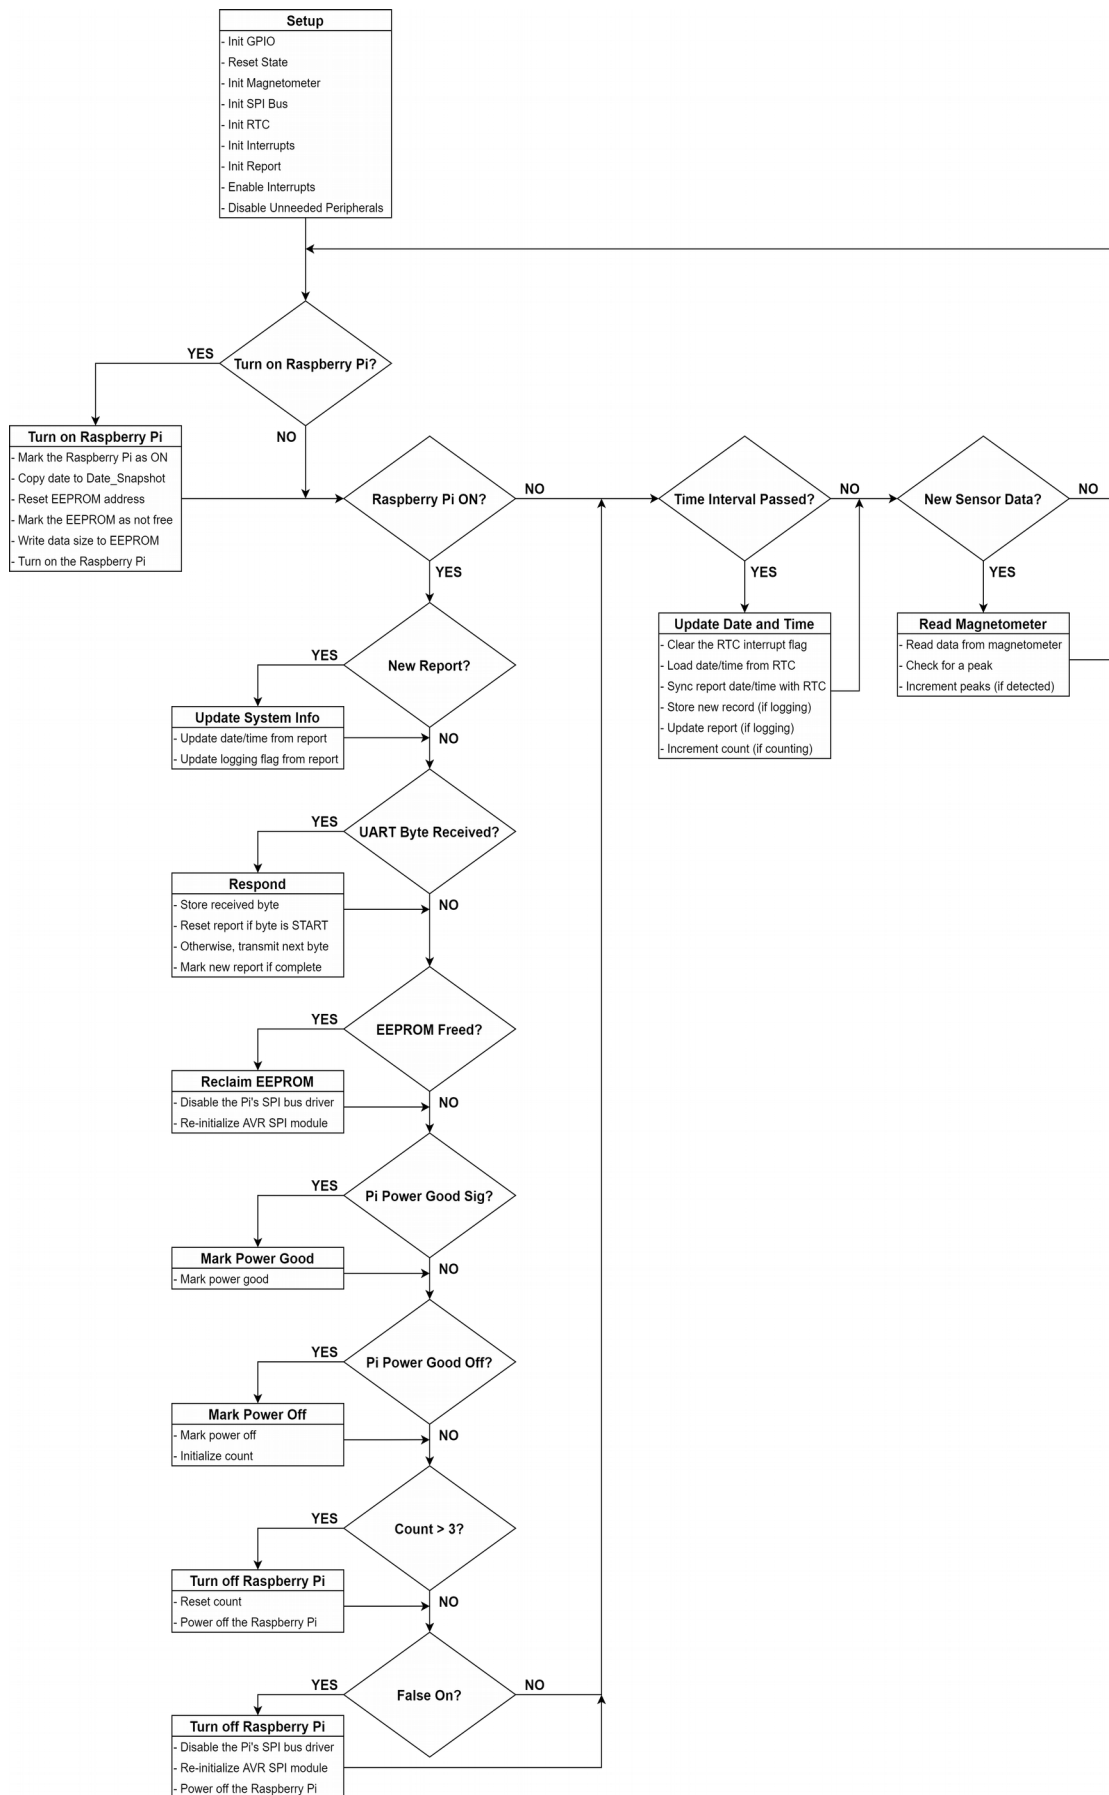 Setup
- Init GPIO
- Reset State
- Init Magnetometer
- Init SPI Bus
- Init RTC
- Init Interrupts
- Init Report
- Enable Interrupts
- Disable Unneeded Peripherals
YES
Turn on Raspberry Pi?
NO
Turn on Raspberry Pi
- Mark the Raspberry Pi as ON
- Copy date to Date_Snapshot
- Reset EEPROM address
- Mark the EEPROM as not free
- Write data size to EEPROM
- Turn on the Raspberry Pi
Raspberry Pi ON?
NO
YES
Time Interval Passed?
NO
YES
New Sensor Data?
NO
YES
Update Date and Time
- Clear the RTC interrupt flag
- Load date/time from RTC
- Sync report date/time with RTC
- Store new record (if logging)
- Update report (if logging)
- Increment count (if counting)
Read Magnetometer
- Read data from magnetometer
- Check for a peak
- Increment peaks (if detected)
YES
New Report?
NO
Update System Info
- Update date/time from report
- Update logging flag from report
YES
UART Byte Received?
NO
Respond
- Store received byte
- Reset report if byte is START
- Otherwise, transmit next byte
- Mark new report if complete
YES
EEPROM Freed?
NO
Reclaim EEPROM
- Disable the Pi's SPI bus driver
- Re-initialize AVR SPI module
YES
Pi Power Good Sig?
NO
Mark Power Good
- Mark power good
YES
Pi Power Good Off?
NO
Mark Power Off
- Mark power off
- Initialize count
YES
Count > 3?
NO
Turn off Raspberry Pi
- Reset count
- Power off the Raspberry Pi
YES
False On?
NO
Turn off Raspberry Pi
- Disable the Pi's SPI bus driver
- Re-initialize AVR SPI module
- Power off the Raspberry Pi